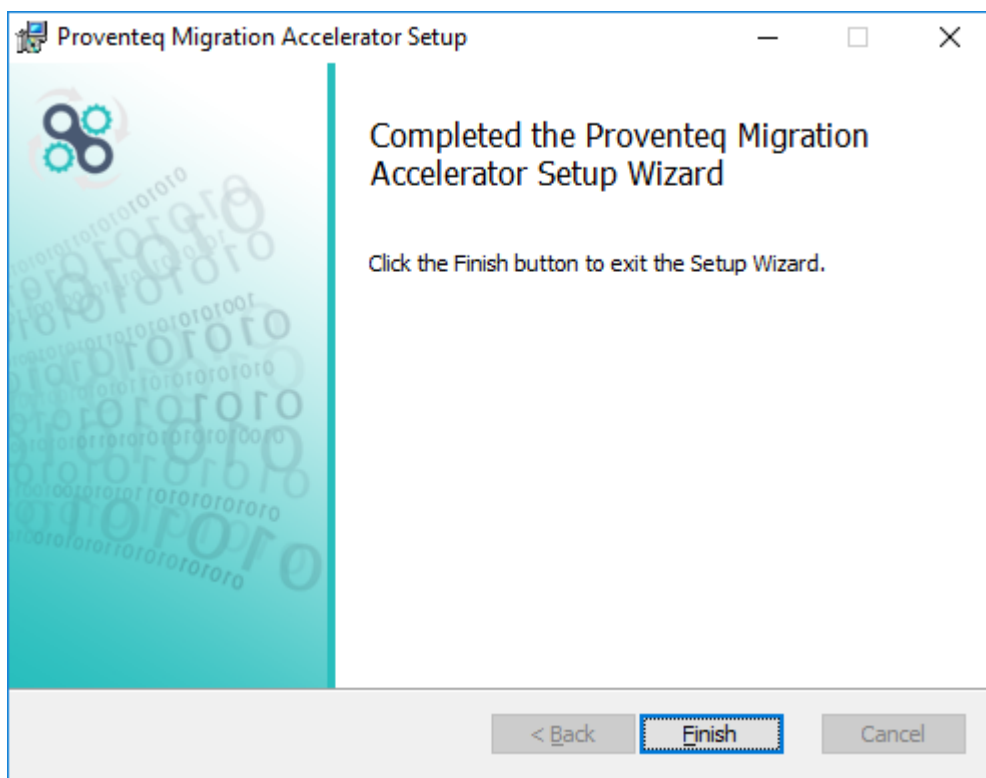 Proventeq Migration Accelerator Setup
Completed the Proventeq Migration
Accelerator Setup Wizard
Click the Finish button to exit the Setup Wizard.
< Back
Finish
Cancel